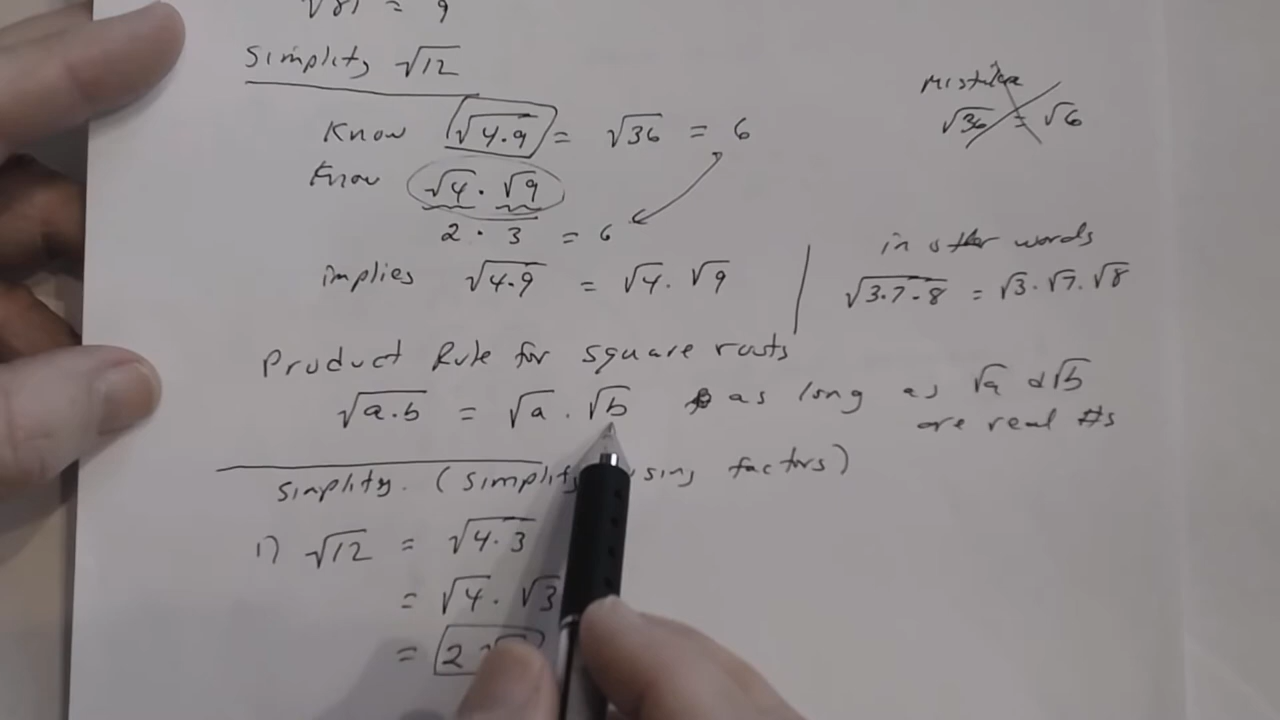 √81 = 9
Simplify √12
Mistake
√36 = √6
Know √4·9 = √36 = 6
Know √4 · √9
2 · 3 = 6
implies √4·9 = √4 · √9
in other words
√3·7·8 = √3 · √7 · √8
Product Rule for square roots
√a·b = √a · √b as long as √a & √b
are real #s
Simplify. (simplify using factors)
1) √12 = √4·3
= √4 · √3
= 2